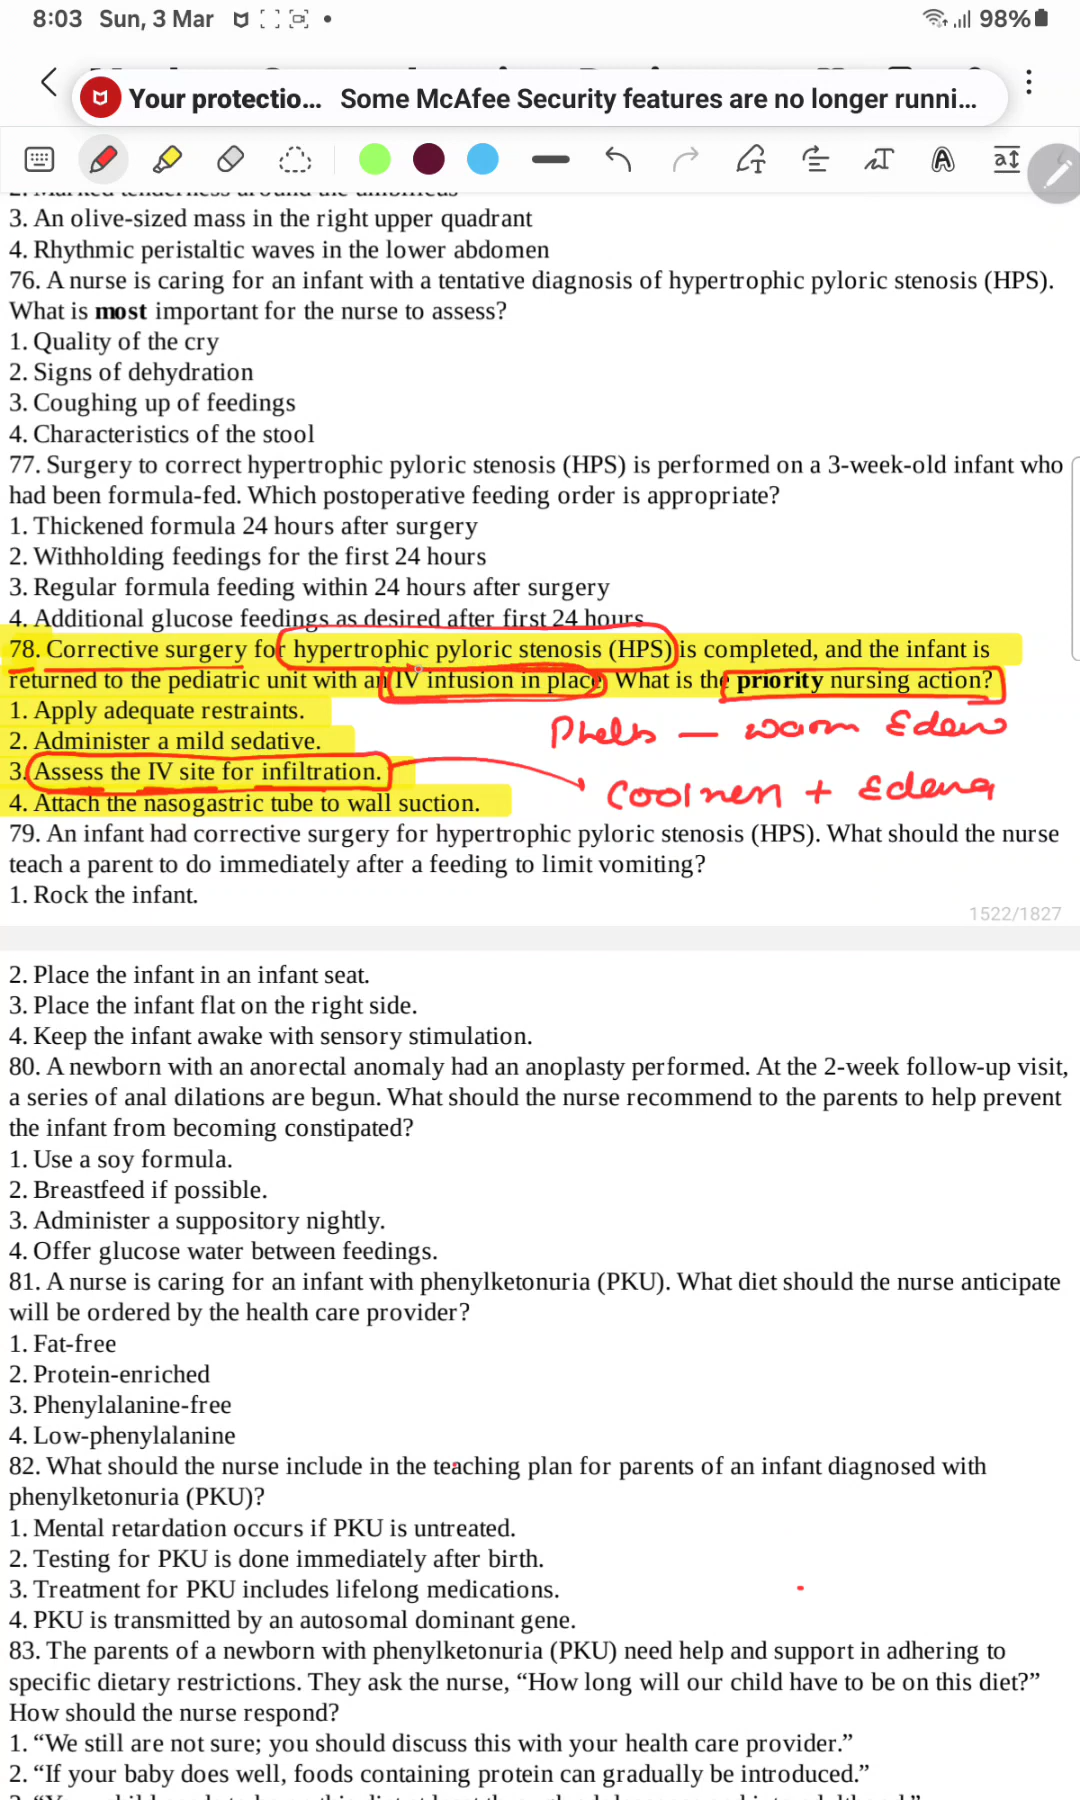 8:03 Sun, 3 Mar
98%
Your protectio... Some McAfee Security features are no longer runni...
2. Marked tenderness around the umbilicus
3. An olive-sized mass in the right upper quadrant
4. Rhythmic peristaltic waves in the lower abdomen
76. A nurse is caring for an infant with a tentative diagnosis of hypertrophic pyloric stenosis (HPS).
What is most important for the nurse to assess?
1. Quality of the cry
2. Signs of dehydration
3. Coughing up of feedings
4. Characteristics of the stool
77. Surgery to correct hypertrophic pyloric stenosis (HPS) is performed on a 3-week-old infant who
had been formula-fed. Which postoperative feeding order is appropriate?
1. Thickened formula 24 hours after surgery
2. Withholding feedings for the first 24 hours
3. Regular formula feeding within 24 hours after surgery
4. Additional glucose feedings as desired after first 24 hours
78. Corrective surgery for hypertrophic pyloric stenosis (HPS) is completed, and the infant is
returned to the pediatric unit with an IV infusion in place. What is the priority nursing action?
1. Apply adequate restraints.
2. Administer a mild sedative.
— warm
3. Assess the IV site for infiltration.
+ Edena
4. Attach the nasogastric tube to wall suction.
79. An infant had corrective surgery for hypertrophic pyloric stenosis (HPS). What should the nurse
teach a parent to do immediately after a feeding to limit vomiting?
1. Rock the infant.
1522/1827
2. Place the infant in an infant seat.
3. Place the infant flat on the right side.
4. Keep the infant awake with sensory stimulation.
80. A newborn with an anorectal anomaly had an anoplasty performed. At the 2-week follow-up visit,
a series of anal dilations are begun. What should the nurse recommend to the parents to help prevent
the infant from becoming constipated?
1. Use a soy formula.
2. Breastfeed if possible.
3. Administer a suppository nightly.
4. Offer glucose water between feedings.
81. A nurse is caring for an infant with phenylketonuria (PKU). What diet should the nurse anticipate
will be ordered by the health care provider?
1. Fat-free
2. Protein-enriched
3. Phenylalanine-free
4. Low-phenylalanine
82. What should the nurse include in the teaching plan for parents of an infant diagnosed with
phenylketonuria (PKU)?
1. Mental retardation occurs if PKU is untreated.
2. Testing for PKU is done immediately after birth.
3. Treatment for PKU includes lifelong medications.
4. PKU is transmitted by an autosomal dominant gene.
83. The parents of a newborn with phenylketonuria (PKU) need help and support in adhering to
specific dietary restrictions. They ask the nurse, “How long will our child have to be on this diet?”
How should the nurse respond?
1. “We still are not sure; you should discuss this with your health care provider.”
2. “If your baby does well, foods containing protein can gradually be introduced.”